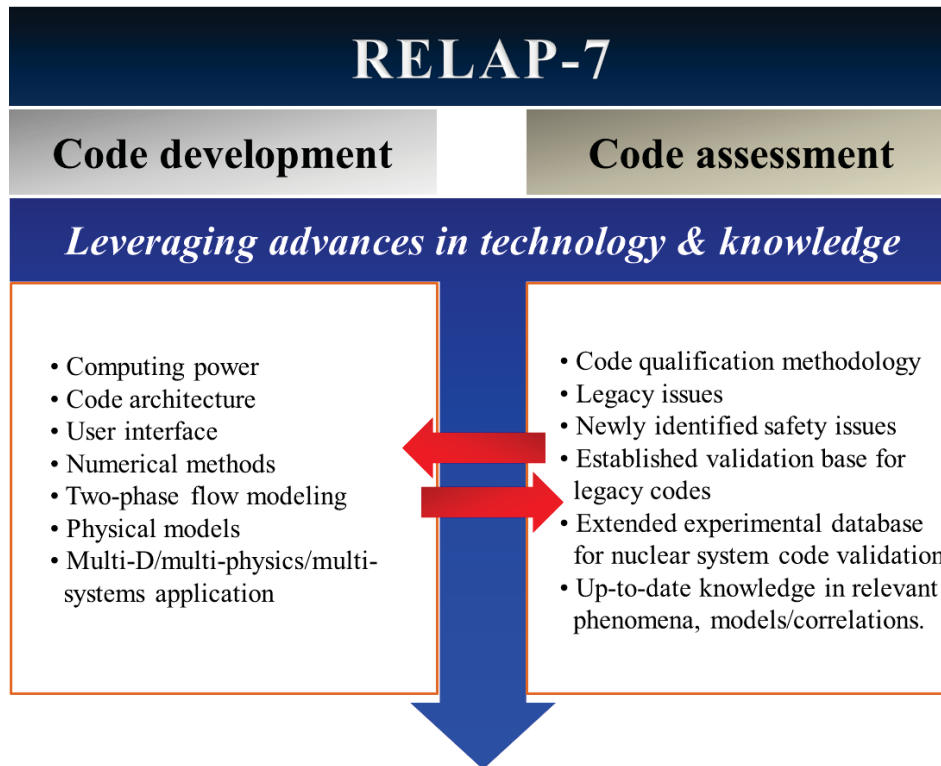 RELAP-7
Code development
Code assessment
Leveraging advances in technology & knowledge
• Computing power
• Code architecture
• User interface
• Numerical methods
• Two-phase flow modeling
• Physical models
• Multi-D/multi-physics/multi-
systems application
• Code qualification methodology
• Legacy issues
• Newly identified safety issues
• Established validation base for
legacy codes
• Extended experimental database
for nuclear system code validation
• Up-to-date knowledge in relevant
phenomena, models/correlations.